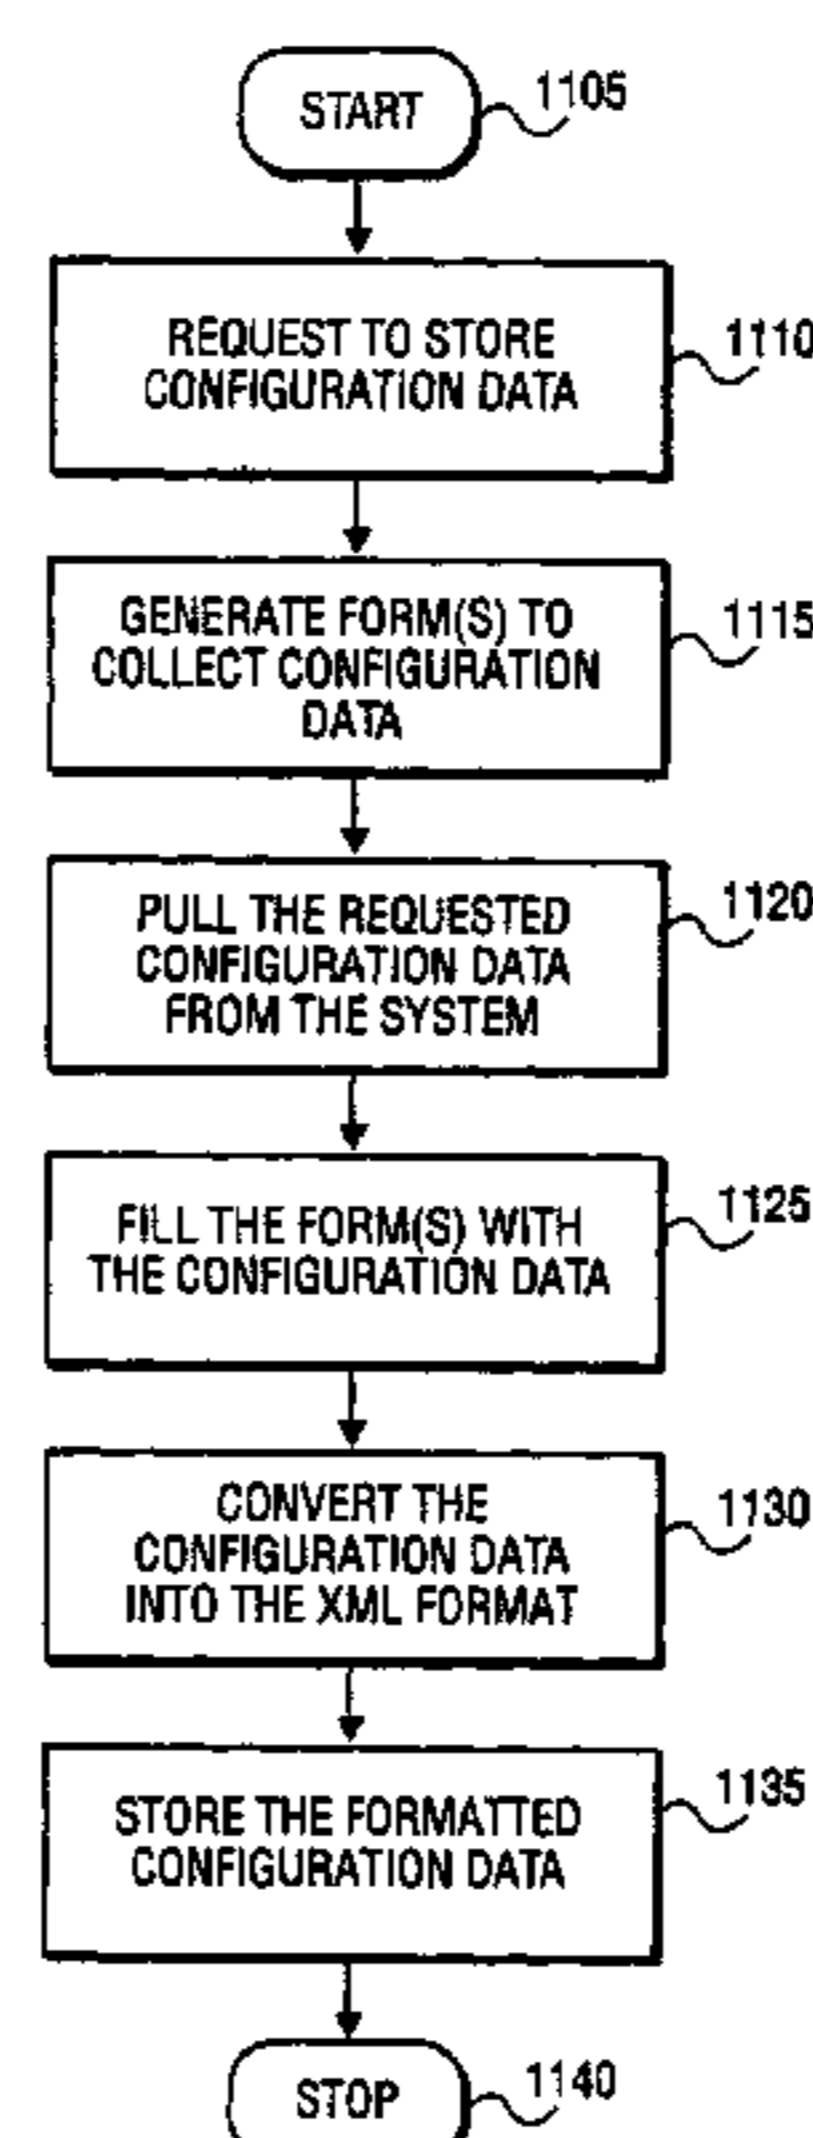 START
1105
REQUEST TO STORE
CONFIGURATION DATA
1110
GENERATE FORM(S) TO
COLLECT CONFIGURATION
DATA
1115
PULL THE REQUESTED
CONFIGURATION DATA
FROM THE SYSTEM
1120
FILL THE FORM(S) WITH
THE CONFIGURATION DATA
1125
CONVERT THE
CONFIGURATION DATA
INTO THE XML FORMAT
1130
STORE THE FORMATTED
CONFIGURATION DATA
1135
STOP
1140